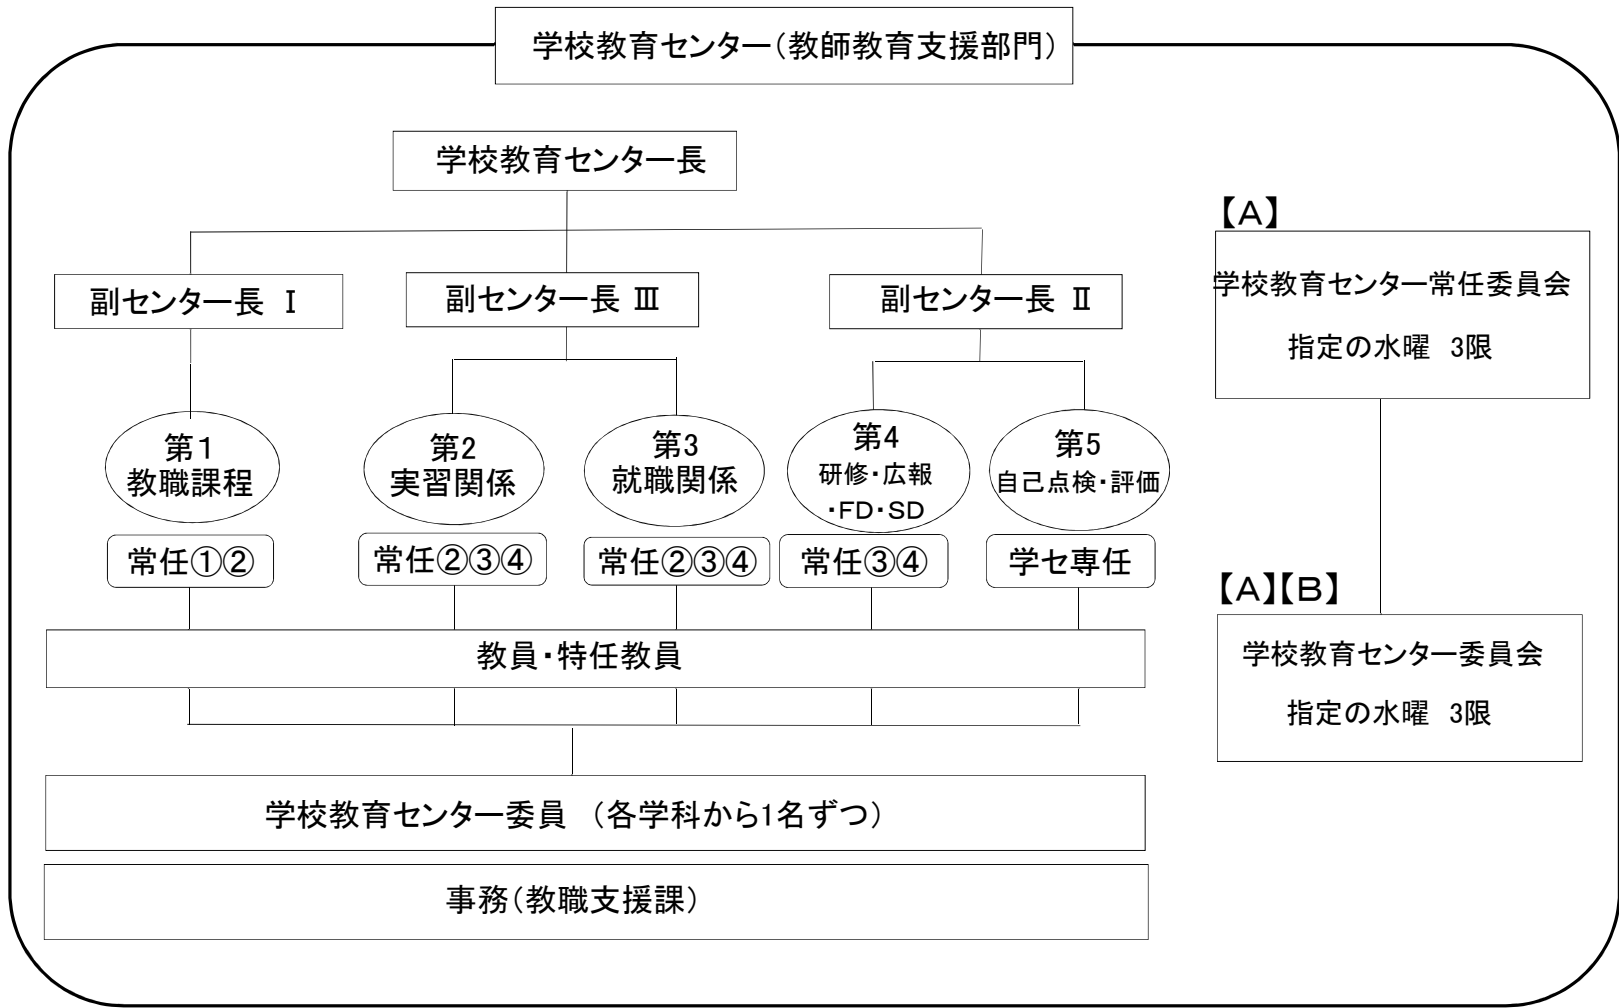 学校教育センター(教師教育支援部門)
学校教育センター長
副センター長 Ⅰ
副センター長 Ⅲ
副センター長 Ⅱ
第1
教職課程
第2
実習関係
第3
就職関係
第4
研修・広報
・FD・SD
第5
自己点検・評価
常任①②
常任②③④
常任②③④
常任③④
学セ専任
教員・特任教員
学校教育センター委員 (各学科から1名ずつ)
事務(教職支援課)
【A】
学校教育センター常任委員会
指定の水曜 3限
【A】【B】
学校教育センター委員会
指定の水曜 3限